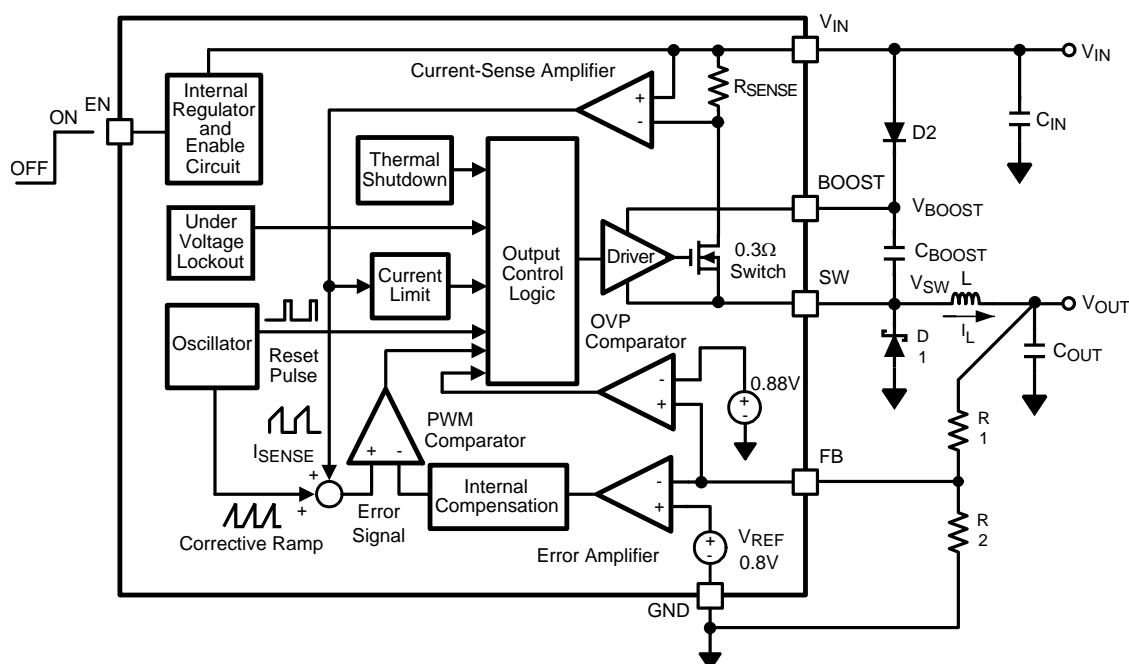 VIN
VIN
Current-Sense Amplifier
RSENSE
+
-
EN
ON
OFF
Internal
Regulator
and
Enable
Circuit
D2
CIN
Thermal
Shutdown
BOOST
VBOOST
Under
Voltage
Lockout
Output
Control
Logic
Driver
0.3Ω
Switch
CBOOST
Current
Limit
SW
VSW
L
VOUT
IL
OVP
Comparator
D
1
COUT
Oscillator
Reset
Pulse
-
+
0.88V
+
-
PWM
Comparator
R
1
ISENSE
+
-
FB
+
+
Internal
Compensation
-
+
Error
Signal
Corrective Ramp
Error Amplifier
+
-
VREF
0.8V
R
2
GND